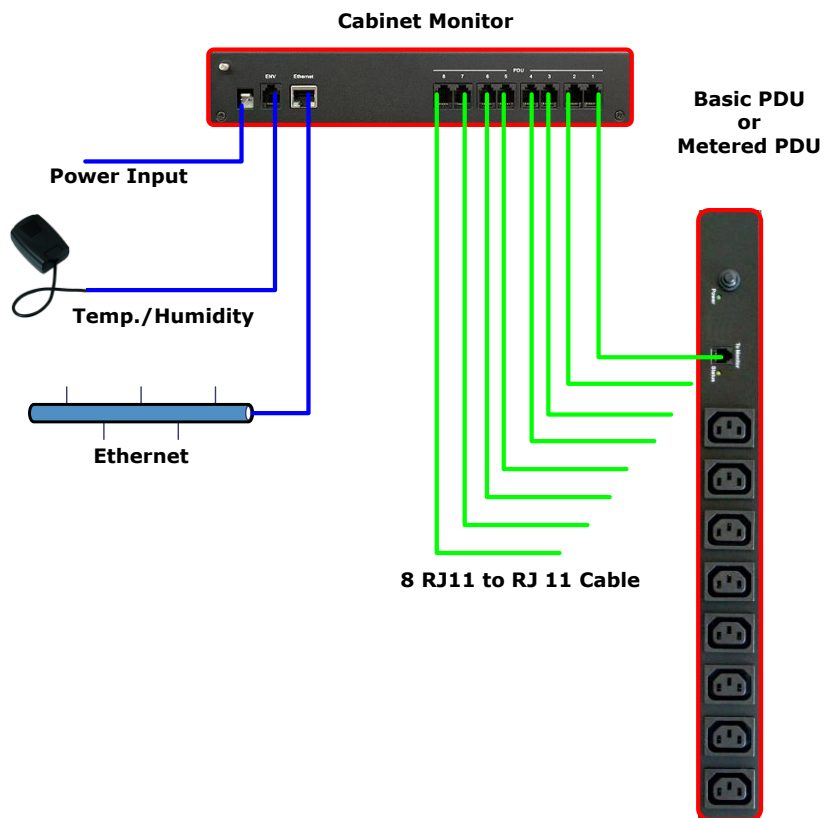 Cabinet Monitor
ENV
Ethernet
PDU
8 7 6 5 4 3 2 1
Basic PDU
or
Metered PDU
Power Input
Temp./Humidity
Ethernet
Power
To Monitor
Status
8 RJ11 to RJ 11 Cable